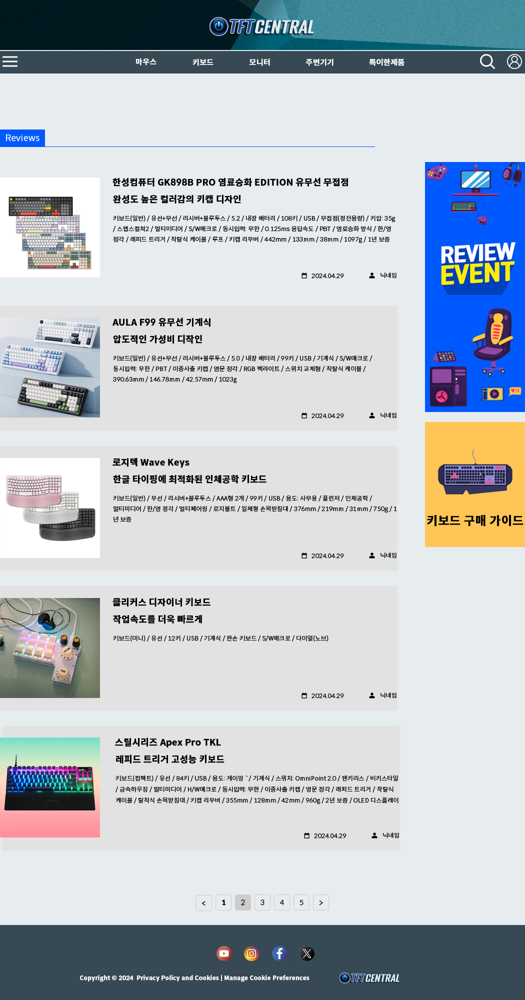 TFTCENTRAL
마우스 키보드 모니터 주변기기 특이한제품
Reviews
한성컴퓨터 GK898B PRO 염료승화 EDITION 유무선 무접점
완성도 높은 컬러감의 키캡 디자인
키보드(일반) / 유선+무선 / 리시버+블루투스 / 5.2 / 내장 배터리 / 108키 / USB / 무접점(정전용량) / 키압: 35g
/ 스텝스컬쳐2 / 멀티미디어 / S/W매크로 / 동시입력: 무한 / 0.125ms 응답속도 / PBT / 염료승화 방식 / 한/영
정각 / 래피드 트리거 / 착탈식 케이블 / 루프 / 키캡 리무버 / 442mm / 133mm / 38mm / 1097g / 1년 보증
2024.04.29 닉네임
AULA F99 유무선 기계식
압도적인 가성비 디작인
키보드(일반) / 유선+무선 / 리시버+블루투스 / 5.0 / 내장 배터리 / 99키 / USB / 기계식 / S/W매크로 /
동시입력: 무한 / PBT / 이중사출 키캡 / 영문 정각 / RGB 백라이트 / 스위치 교체형 / 착탈식 케이블 /
390.63mm / 146.78mm / 42.57mm / 1023g
2024.04.29 닉네임
로지텍 Wave Keys
한글 타이핑에 최적화된 인체공학 키보드
키보드(일반) / 무선 / 리시버+블루투스 / AAA형 2개 / 99키 / USB / 용도: 사무용 / 플런저 / 인체공학 /
멀티미디어 / 한/영 정각 / 멀티페어링 / 로지볼트 / 일체형 손목받침대 / 376mm / 219mm / 31mm / 750g / 1
년 보증
2024.04.29 닉네임
클리커스 디자이너 키보드
작업속도를 더욱 빠르게
키보드(미니) / 유선 / 12키 / USB / 기계식 / 한손 키보드 / S/W매크로 / 다이얼(노브)
2024.04.29 닉네임
스틸시리즈 Apex Pro TKL
레피드 트리거 고성능 키보드
키보드(컴팩트) / 유선 / 84키 / USB / 용도: 게이밍 `/ 기계식 / 스위치: OmniPoint 2.0 / 텐키리스 / 비키스타일
/ 금속하우징 / 멀티미디어 / H/W매크로 / 동시입력: 무한 / 이중사출 키캡 / 영문 정각 / 래피드 트리거 / 착탈식
케이블 / 탈착식 손목받침대 / 키캡 리무버 / 355mm / 128mm / 42mm / 960g / 2년 보증 / OLED 디스플레이
2024.04.29 닉네임
REVIEW
EVENT
키보드 구매 가이드
< 1 2 3 4 5 >
Copyright © 2024 Privacy Policy and Cookies | Manage Cookie Preferences
TFTCENTRAL